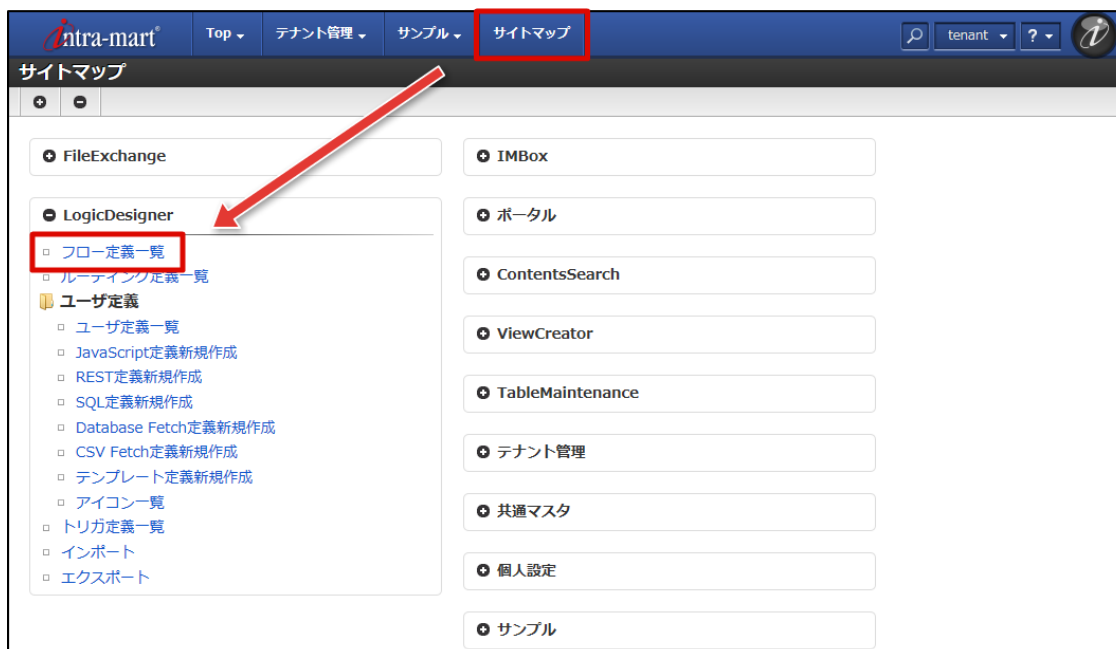 intra-mart®
Top
テナント管理
サンプル
サイトマップ
tenant
?
サイトマップ
FileExchange
LogicDesigner
フロー定義一覧
ルーティング定義一覧
ユーザ定義
ユーザ定義一覧
JavaScript定義新規作成
REST定義新規作成
SQL定義新規作成
Database Fetch定義新規作成
CSV Fetch定義新規作成
テンプレート定義新規作成
アイコン一覧
トリガ定義一覧
インポート
エクスポート
IMBox
ポータル
ContentsSearch
ViewCreator
TableMaintenance
テナント管理
共通マスタ
個人設定
サンプル